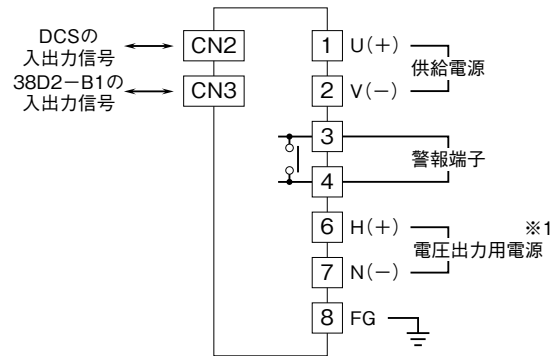 DCSの
入出力信号
CN2
38D2－B1の
入出力信号
CN3
1 U(+)
供給電源
2 V(−)
3
警報端子
4
6 H(+)
※1
電圧出力用電源
7 N(−)
8 FG